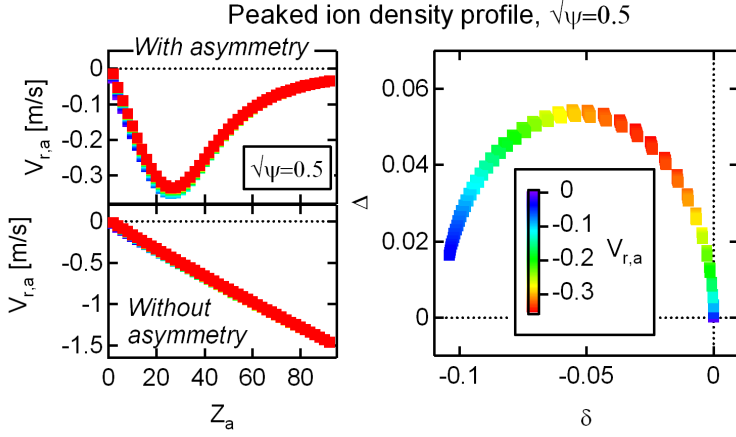 Peaked ion density profile, √ψ=0.5
With asymmetry
0
-0.1
-0.2
-0.3
V_r,a [m/s]
√ψ=0.5
0
-0.5
-1.0
-1.5
V_r,a [m/s]
Without
asymmetry
0 20 40 60 80
Z_a
0.06
0.04
0.02
0
Δ
0
-0.1
-0.2
-0.3
V_r,a
-0.1 -0.05 0
δ